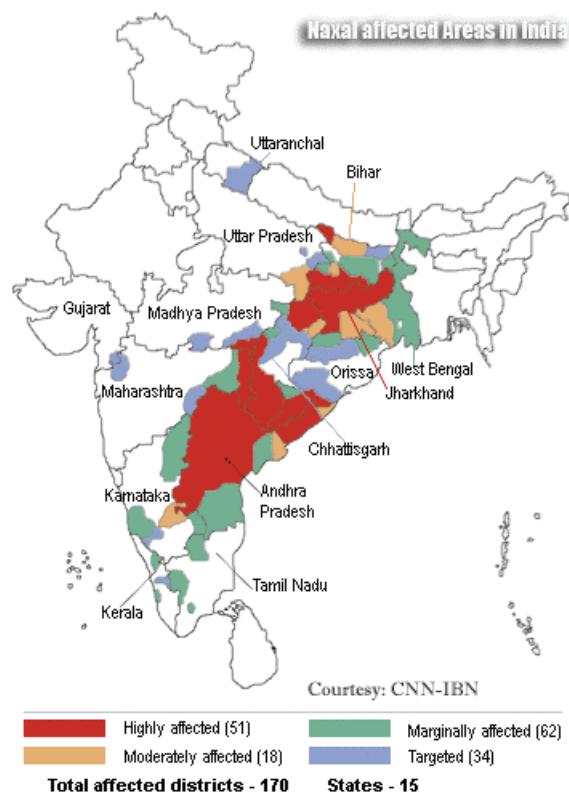 Naxal affected Areas in India
Uttaranchal
Bihar
Uttar Pradesh
Gujarat
Madhya Pradesh
West Bengal
Orissa
Maharashtra
Jharkhand
Chhattisgarh
Karnataka
Andhra
Pradesh
Tamil Nadu
Kerala
Courtesy: CNN-IBN
Highly affected (51)
Marginally affected (62)
Moderately affected (18)
Targeted (34)
Total affected districts - 170 States - 15